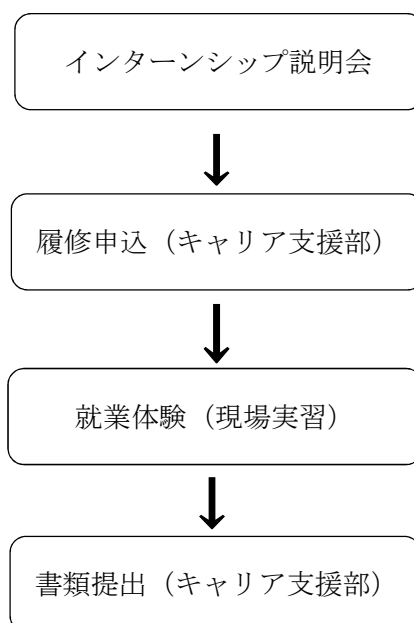 インターンシップ説明会
履修申込（キャリア支援部）
就業体験（現場実習）
書類提出（キャリア支援部）